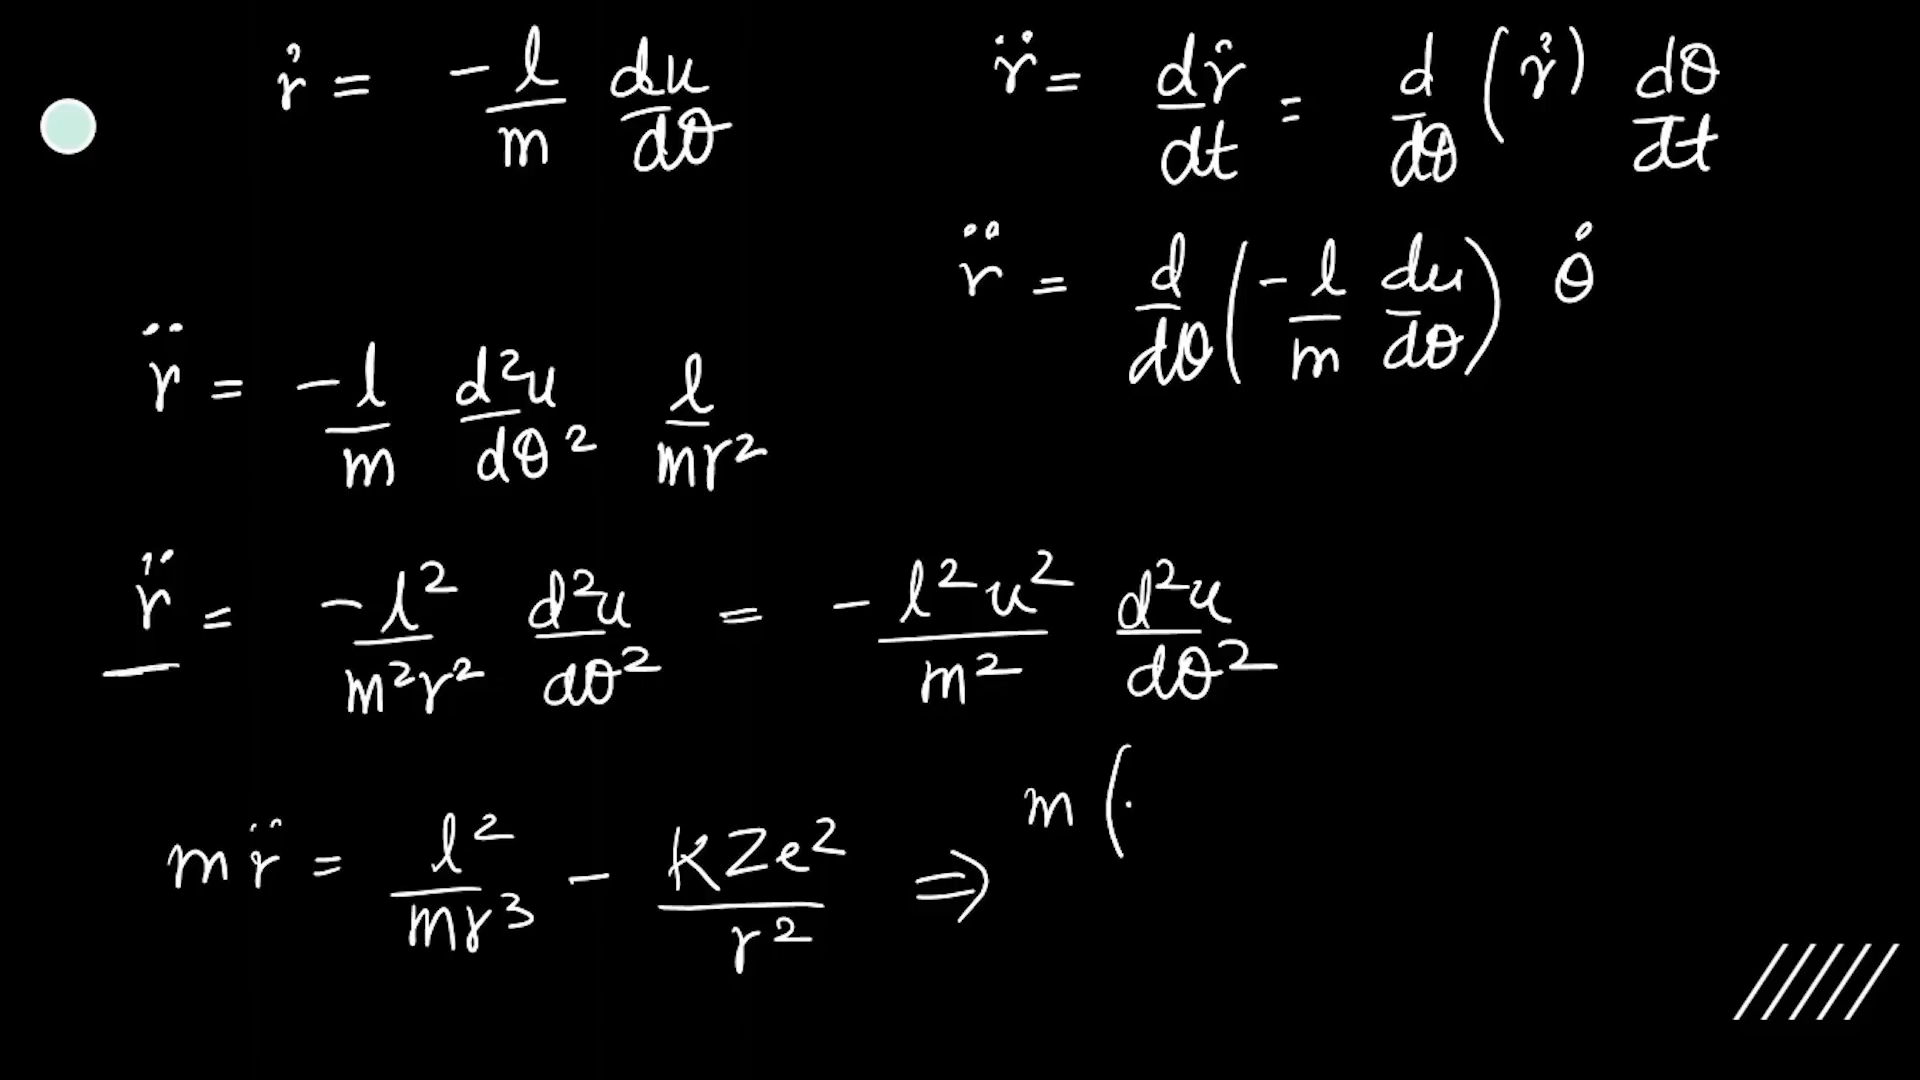 ṙ = -l/m du/dθ
r̈ = dṙ/dt = d/dθ (ṙ) dθ/dt
r̈ = d/dθ (-l/m du/dθ) θ̇
r̈ = -l/m d²u/dθ² l/mr²
r̈ = -l²/m²r² d²u/dθ² = - l²u²/m² d²u/dθ²
mr̈ = l²/mr³ - KZe²/r² ⇒ m (